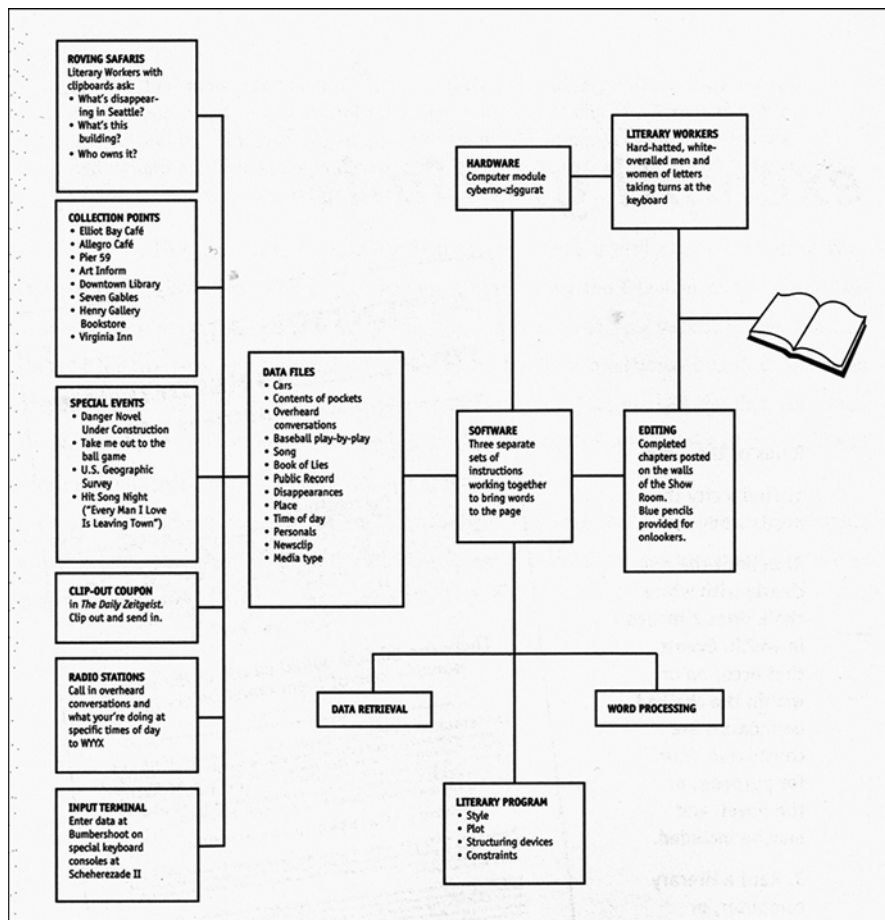 ROVING SAFARIS
Literary Workers with
clipboards ask:
• What's disappear-
ing in Seattle?
• What's this
building?
• Who owns it?
COLLECTION POINTS
• Elliot Bay Café
• Allegro Café
• Pier 59
• Art Inform
• Downtown Library
• Seven Gables
• Henry Gallery
Bookstore
• Virginia Inn
SPECIAL EVENTS
• Danger Novel
Under Construction
• Take me out to the
ball game
• U.S. Geographic
Survey
• Hit Song Night
("Every Man I Love
Is Leaving Town")
CLIP-OUT COUPON
in The Daily Zeitgeist.
Clip out and send in.
RADIO STATIONS
Call in overheard
conversations and
what your're doing at
specific times of day
to WYYX
INPUT TERMINAL
Enter data at
Bumbershoot on
special keyboard
consoles at
Scheherezade II
DATA FILES
• Cars
• Contents of pockets
• Overheard
conversations
• Baseball play-by-play
• Song
• Book of Lies
• Public Record
• Disappearances
• Place
• Time of day
• Personals
• Newsclip
• Media type
HARDWARE
Computer module
cyberno-ziggurat
LITERARY WORKERS
Hard-hatted, white-
overalled men and
women of letters
taking turns at the
keyboard
SOFTWARE
Three separate
sets of
instructions
working together
to bring words
to the page
EDITING
Completed
chapters posted
on the walls
of the Show
Room.
Blue pencils
provided for
onlookers.
DATA RETRIEVAL
WORD PROCESSING
LITERARY PROGRAM
• Style
• Plot
• Structuring devices
• Constraints